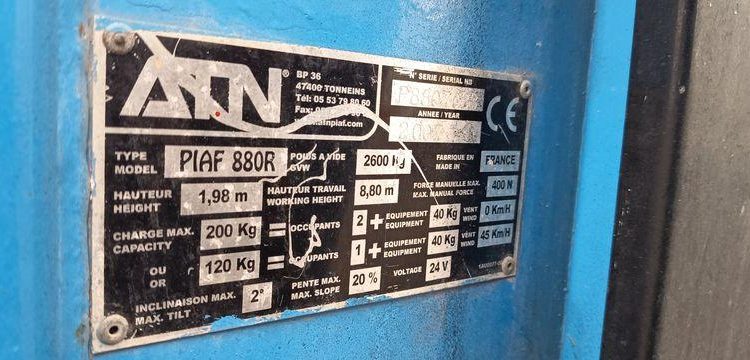 ATN®
BP 36
47400 TONNEINS
Tél: 05 53 79 80 60
Fax:
N° SERIE / SERIAL NB
ANNEE / YEAR
CE
TYPE
MODEL
PIAF 880R
POIDS A VIDE
GVW
2600 Kg
FABRIQUE EN
MADE IN
FRANCE
HAUTEUR
HEIGHT
1,98 m
HAUTEUR TRAVAIL
WORKING HEIGHT
8,80 m
FORCE MANUELLE MAX.
MAX. MANUAL FORCE
400 N
CHARGE MAX.
CAPACITY
200 Kg
=
OCCUPANTS
2
+
EQUIPEMENT
EQUIPMENT
40 Kg
VENT
WIND
0 Km/H
OU
OR
120 Kg
=
OCCUPANTS
1
+
EQUIPEMENT
EQUIPMENT
40 Kg
VENT
WIND
45 Km/H
INCLINAISON MAX.
MAX. TILT
2°
PENTE MAX.
MAX. SLOPE
20 %
VOLTAGE
24 V